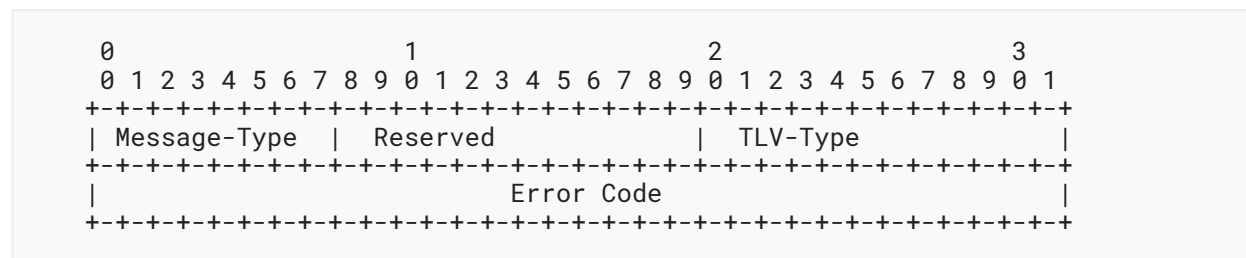 0                   1                   2                   3
 0 1 2 3 4 5 6 7 8 9 0 1 2 3 4 5 6 7 8 9 0 1 2 3 4 5 6 7 8 9 0 1
+-+-+-+-+-+-+-+-+-+-+-+-+-+-+-+-+-+-+-+-+-+-+-+-+-+-+-+-+-+-+-+-+
| Message-Type  |  Reserved             |  TLV-Type             |
+-+-+-+-+-+-+-+-+-+-+-+-+-+-+-+-+-+-+-+-+-+-+-+-+-+-+-+-+-+-+-+-+
|                           Error Code                          |
+-+-+-+-+-+-+-+-+-+-+-+-+-+-+-+-+-+-+-+-+-+-+-+-+-+-+-+-+-+-+-+-+